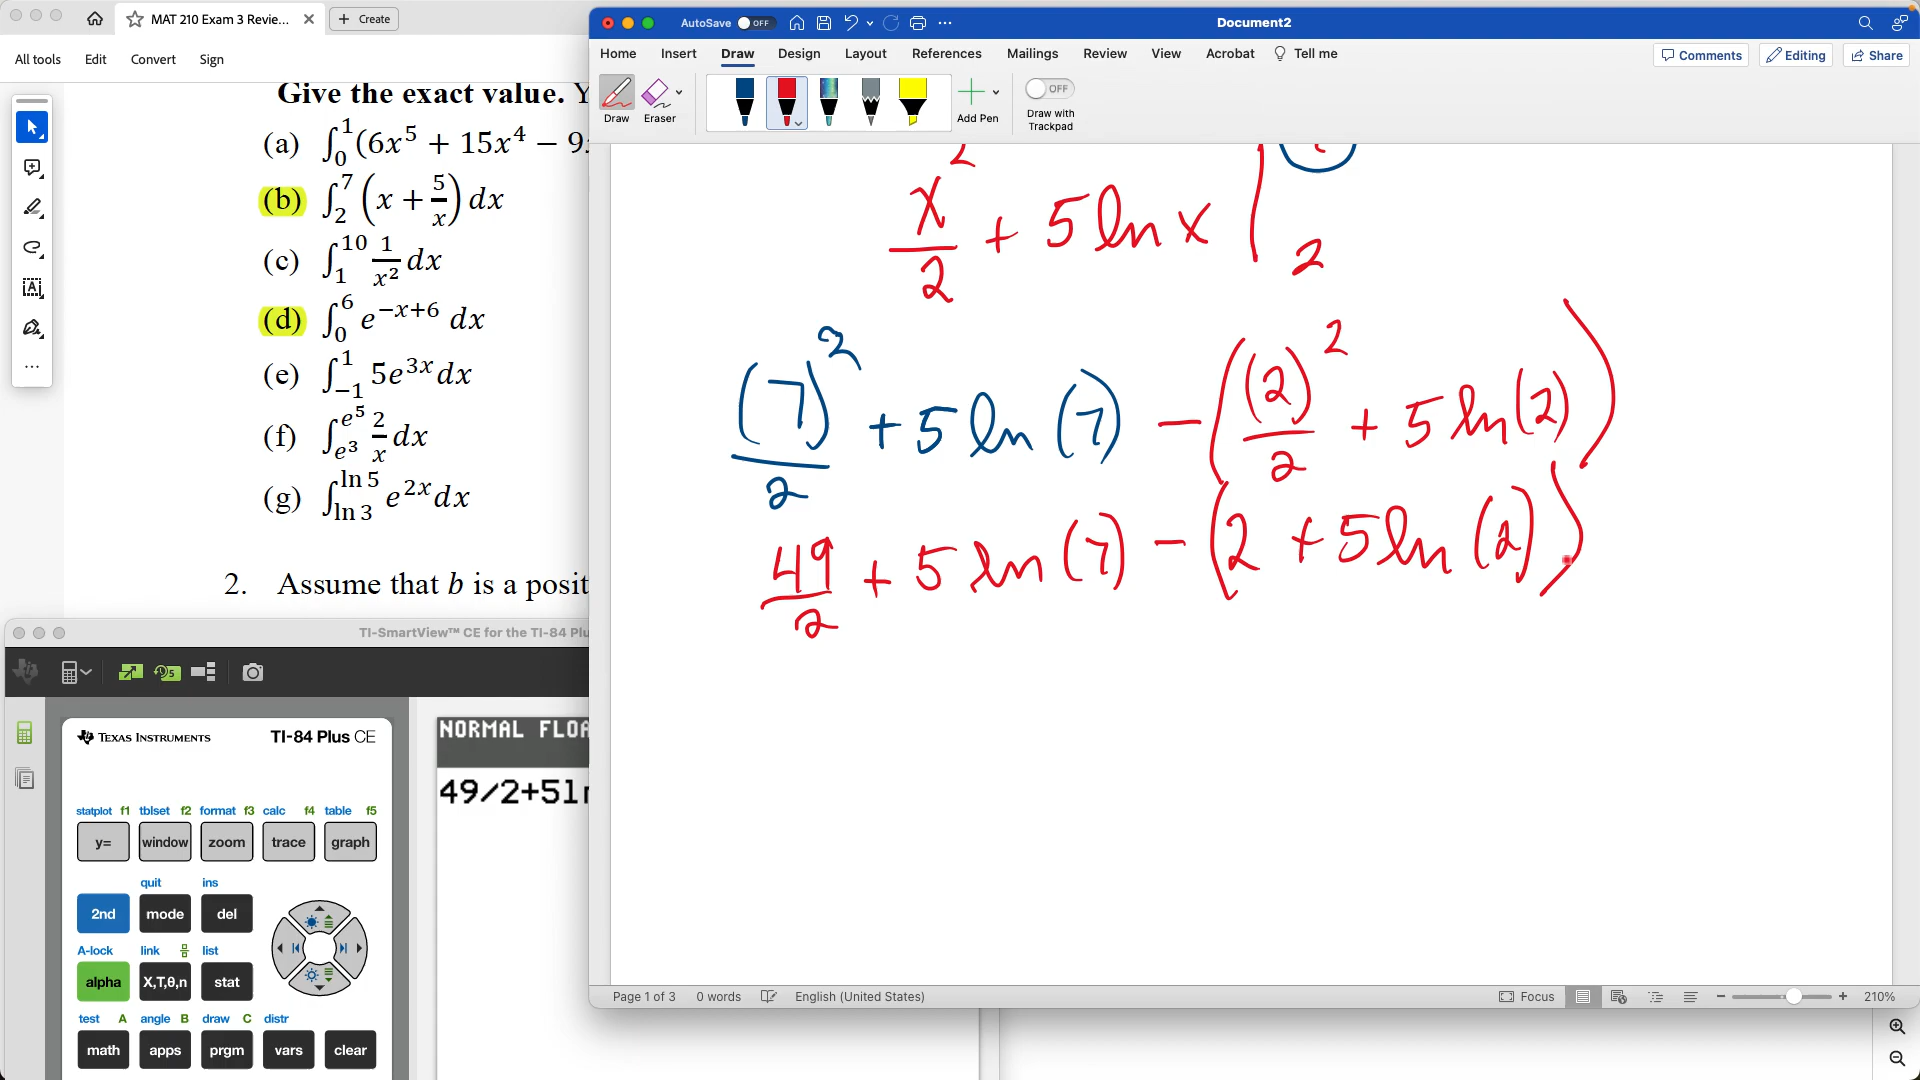 MAT 210 Exam 3 Revie...
Create
All tools Edit Convert Sign
Give the exact value. Y
(a) ∫₀¹(6x⁵ + 15x⁴ − 9
(b) ∫₂⁷ (x + 5/x) dx
(c) ∫₁¹⁰ 1/x² dx
(d) ∫₀⁶ e^(−x+6) dx
(e) ∫₋₁¹ 5e^(3x) dx
(f) ∫_(e³)^(e⁵) 2/x dx
(g) ∫_(ln 3)^(ln 5) e^(2x) dx
2. Assume that b is a posit
TI-SmartView™ CE for the TI-84 Plu
TEXAS INSTRUMENTS TI-84 Plus CE
statplot f1 tblset f2 format f3 calc f4 table f5
y= window zoom trace graph
quit ins
2nd mode del
A-lock link list
alpha X,T,θ,n stat
test A angle B draw C distr
math apps prgm vars clear
NORMAL FLOA
49/2+5ln
AutoSave OFF Document2
Home Insert Draw Design Layout References Mailings Review View Acrobat Tell me Comments Editing Share
Draw Eraser Add Pen OFF Draw with Trackpad
x²/2 + 5 ln x | 2
(7)²/2 + 5 ln (7) − ((2)²/2 + 5 ln (2))
49/2 + 5 ln (7) − (2 + 5 ln (2))
Page 1 of 3 0 words English (United States) Focus 210%